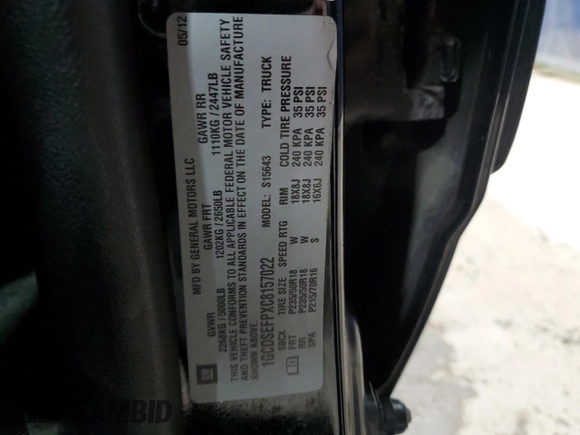 MFD BY GENERAL MOTORS LLC 05/12
GVWR GAWR FRT GAWR RR
2268KG / 5000LB 1202KG / 2650LB 1110KG / 2447LB
THIS VEHICLE CONFORMS TO ALL APPLICABLE FEDERAL MOTOR VEHICLE SAFETY
AND THEFT PREVENTION STANDARDS IN EFFECT ON THE DATE OF MANUFACTURE
SHOWN ABOVE.
1GCDSEFPXC8157022 MODEL: S15643 TYPE: TRUCK
SBCX TIRE SIZE SPEED RTG RIM COLD TIRE PRESSURE
FRT P235/50R18 W 18X8J 240 KPA 35 PSI
RR P235/50R18 W 18X8J 240 KPA 35 PSI
SPA P215/70R16 S 16X6J 240 KPA 35 PSI
GM